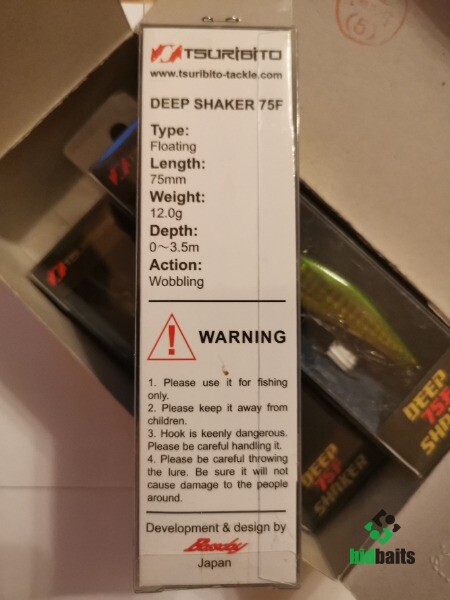 (5)
TSURIBITO
www.tsuribito-tackle.com
DEEP SHAKER 75F
Type:
Floating
Length:
75mm
Weight:
12.0g
Depth:
0～3.5m
Action:
Wobbling
WARNING
1. Please use it for fishing
only.
2. Please keep it away from
children.
3. Hook is keenly dangerous.
Please be careful handling it.
4. Please be careful throwing
the lure. Be sure it will not
cause damage to the people
around.
Development & design by
Japan
DEEP
75F
SHAKER
DEEP
75F
SHA
bidbaits